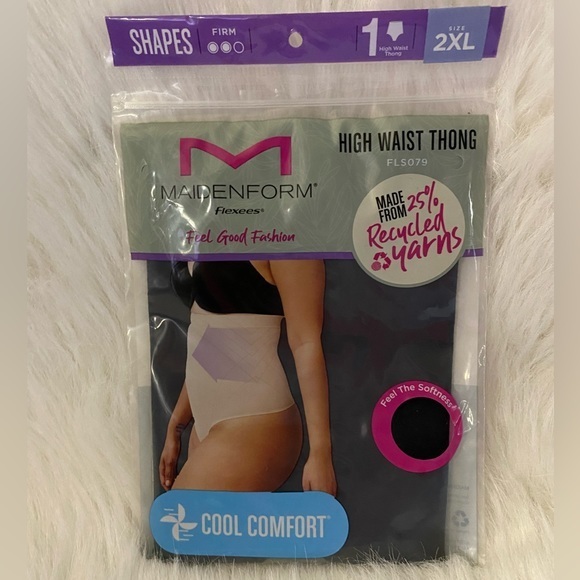 SHAPES
FIRM
1
High Waist
Thong
SIZE
2XL
HIGH WAIST THONG
FLS079
M
MAIDENFORM®
flexees®
Feel Good Fashion
MADE
FROM 25%
Recycled
yarns
Feel The Softness!
COOL COMFORT®